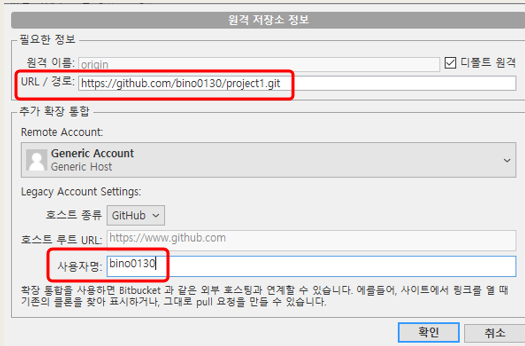 원격 저장소 정보
필요한 정보
원격 이름: origin 디폴트 원격
URL / 경로: https://github.com/bino0130/project1.git
추가 확장 통합
Remote Account:
Generic Account
Generic Host
Legacy Account Settings:
호스트 종류 GitHub
호스트 루트 URL: https://www.github.com
사용자명: bino0130
확장 통합을 사용하면 Bitbucket 과 같은 외부 호스팅과 연계할 수 있습니다. 예를들어, 사이트에서 링크를 열 때
기존의 클론을 찾아 표시하거나, 그대로 pull 요청을 만들 수 있습니다.
확인 취소